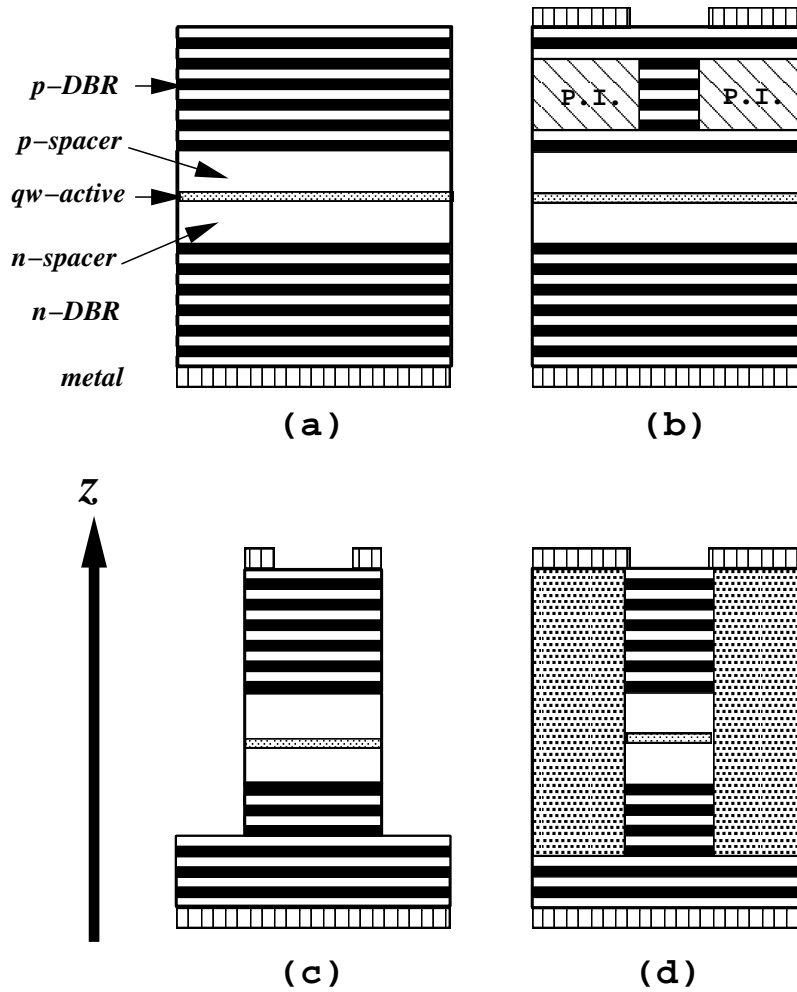 p-DBR
p-spacer
qw-active
n-spacer
n-DBR
metal
P.I. P.I.
(a) (b)
z
(c) (d)